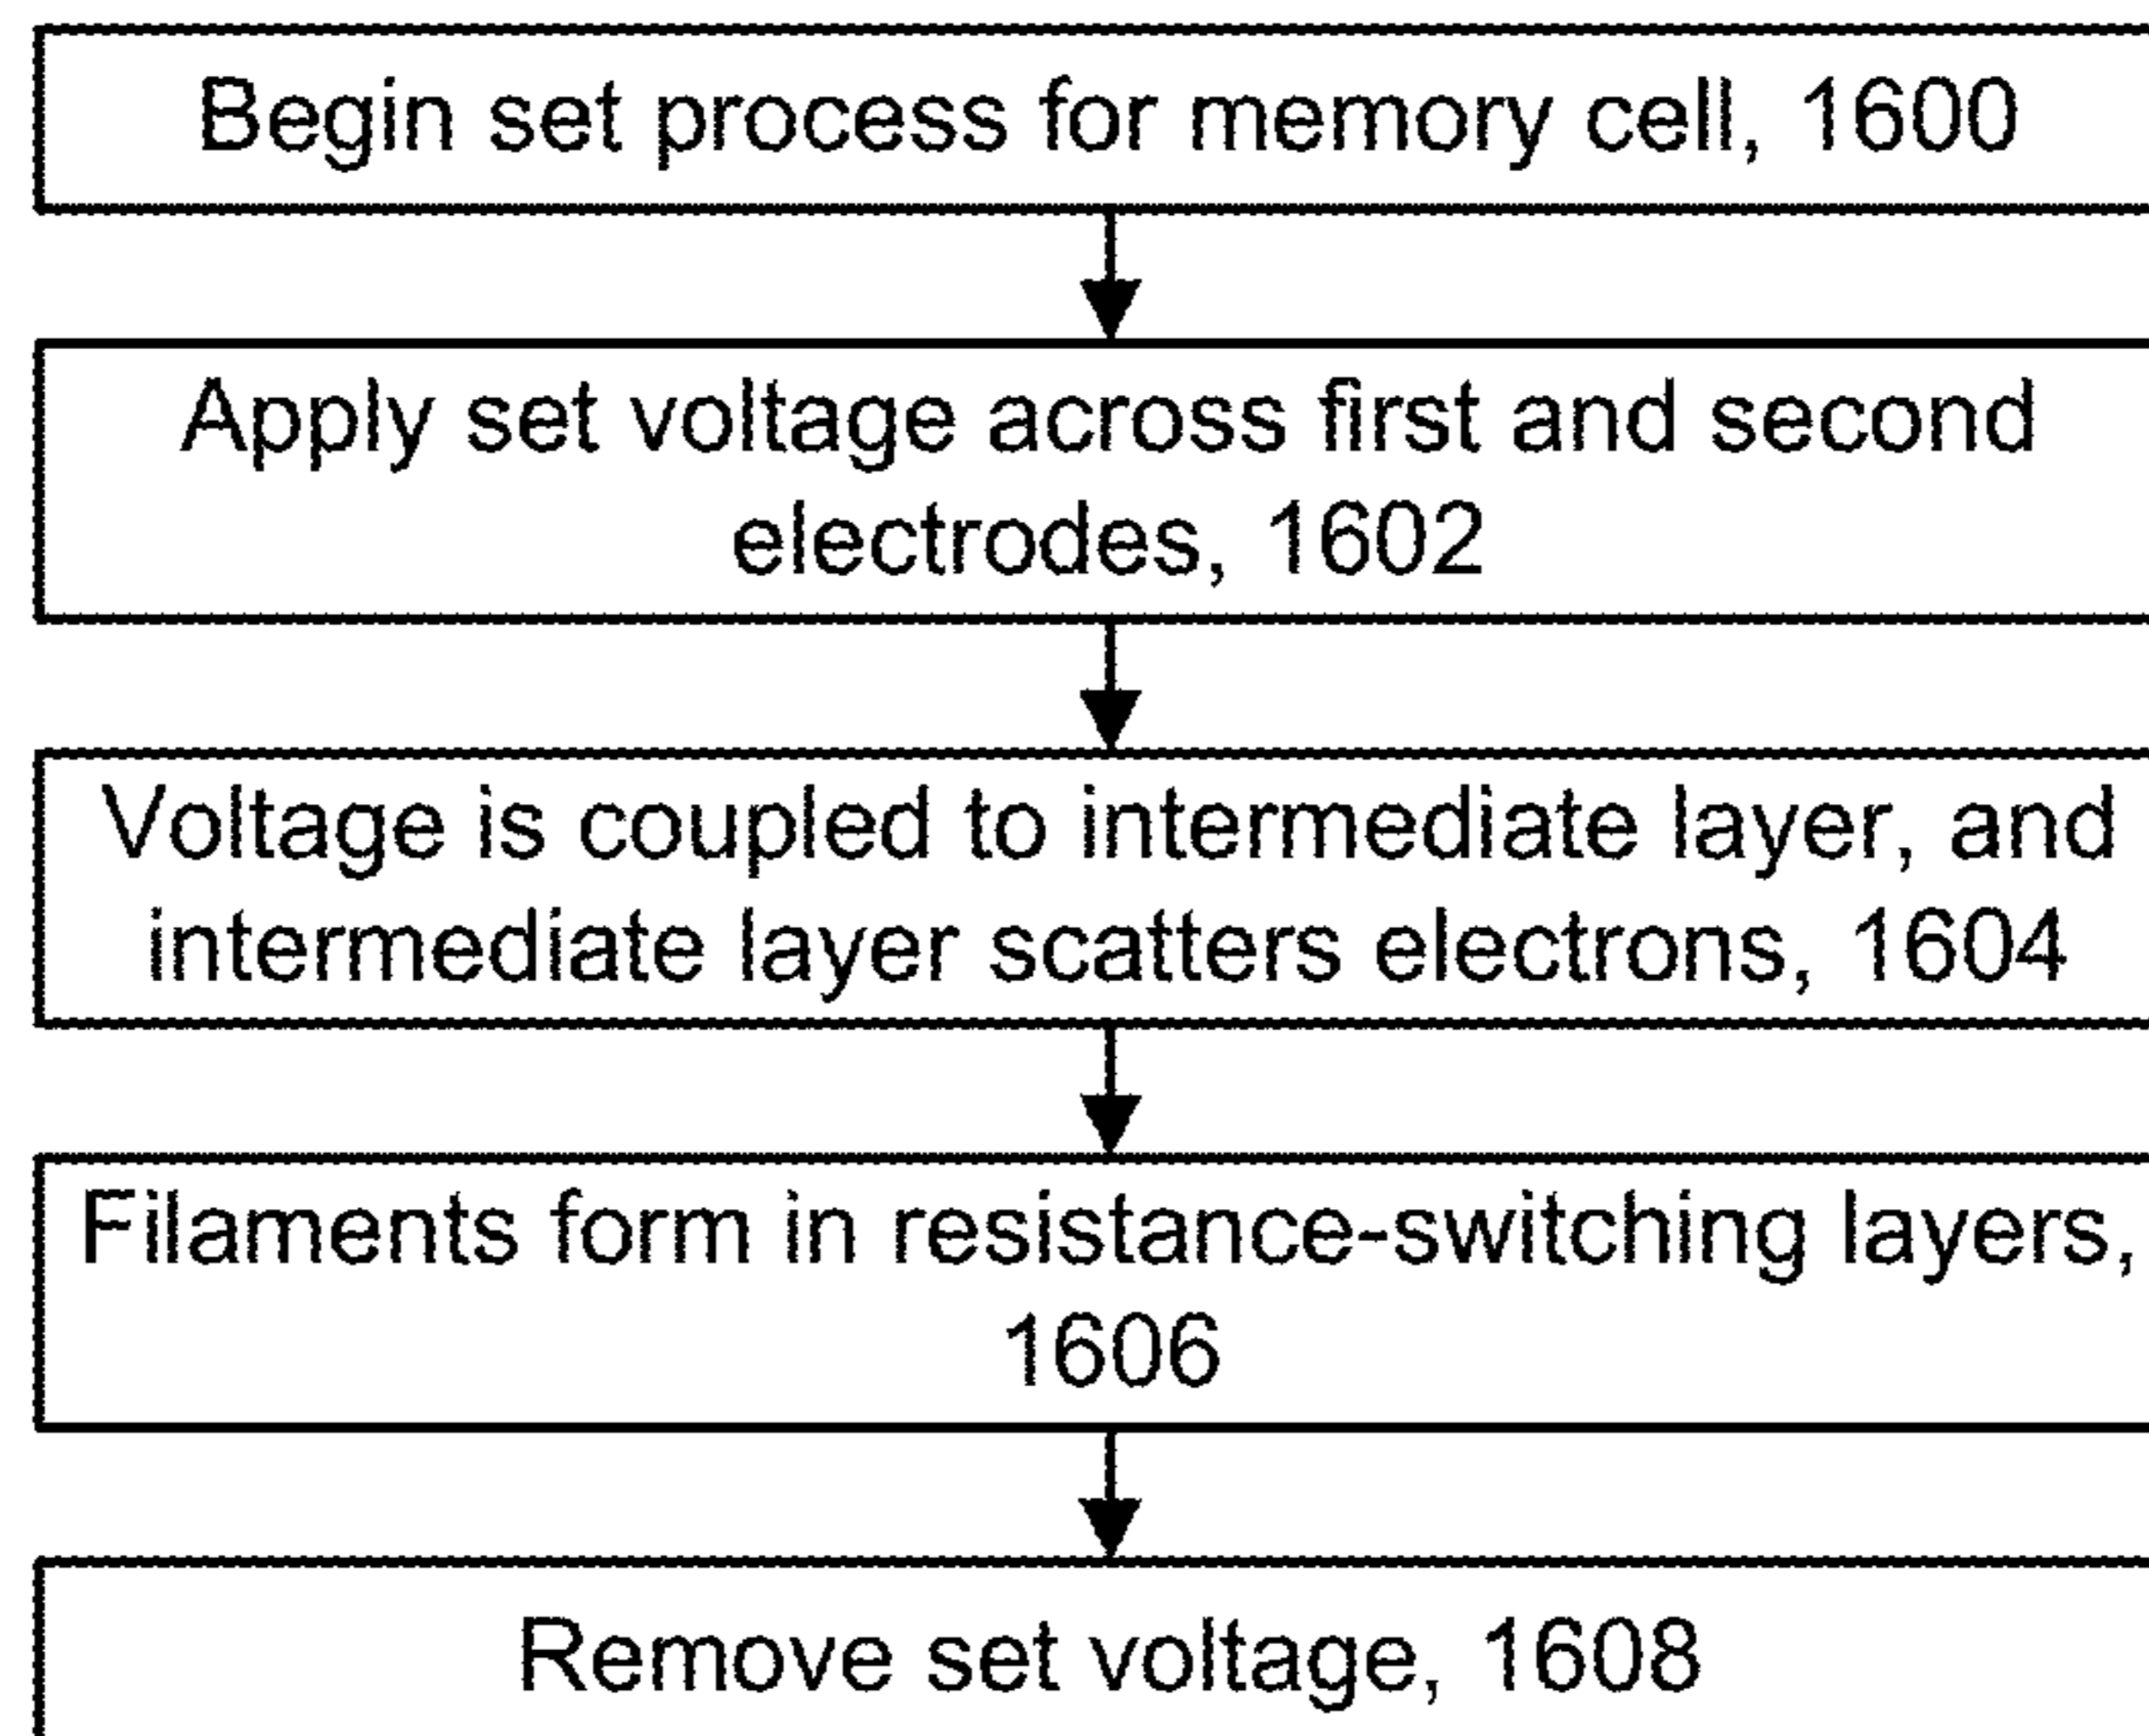 Begin set process for memory cell, 1600
Apply set voltage across first and second
electrodes, 1602
Voltage is coupled to intermediate layer, and
intermediate layer scatters electrons, 1604
Filaments form in resistance-switching layers,
1606
Remove set voltage, 1608